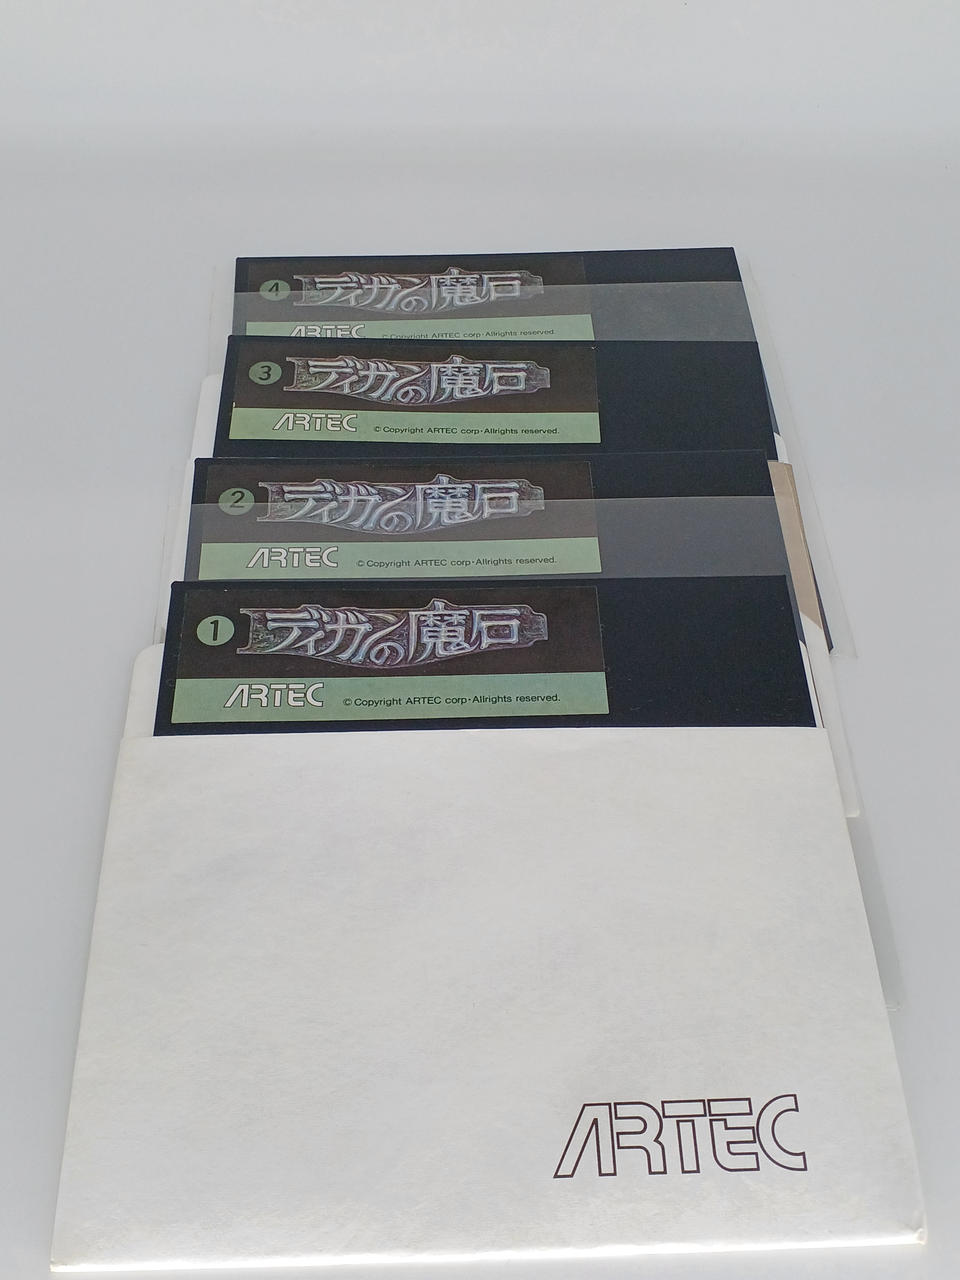 4
ディガンの魔石
ARTEC
© Copyright ARTEC corp・Allrights reserved.
3
ディガンの魔石
ARTEC
© Copyright ARTEC corp・Allrights reserved.
2
ディガンの魔石
ARTEC
© Copyright ARTEC corp・Allrights reserved.
1
ディガンの魔石
ARTEC
© Copyright ARTEC corp・Allrights reserved.
ARTEC